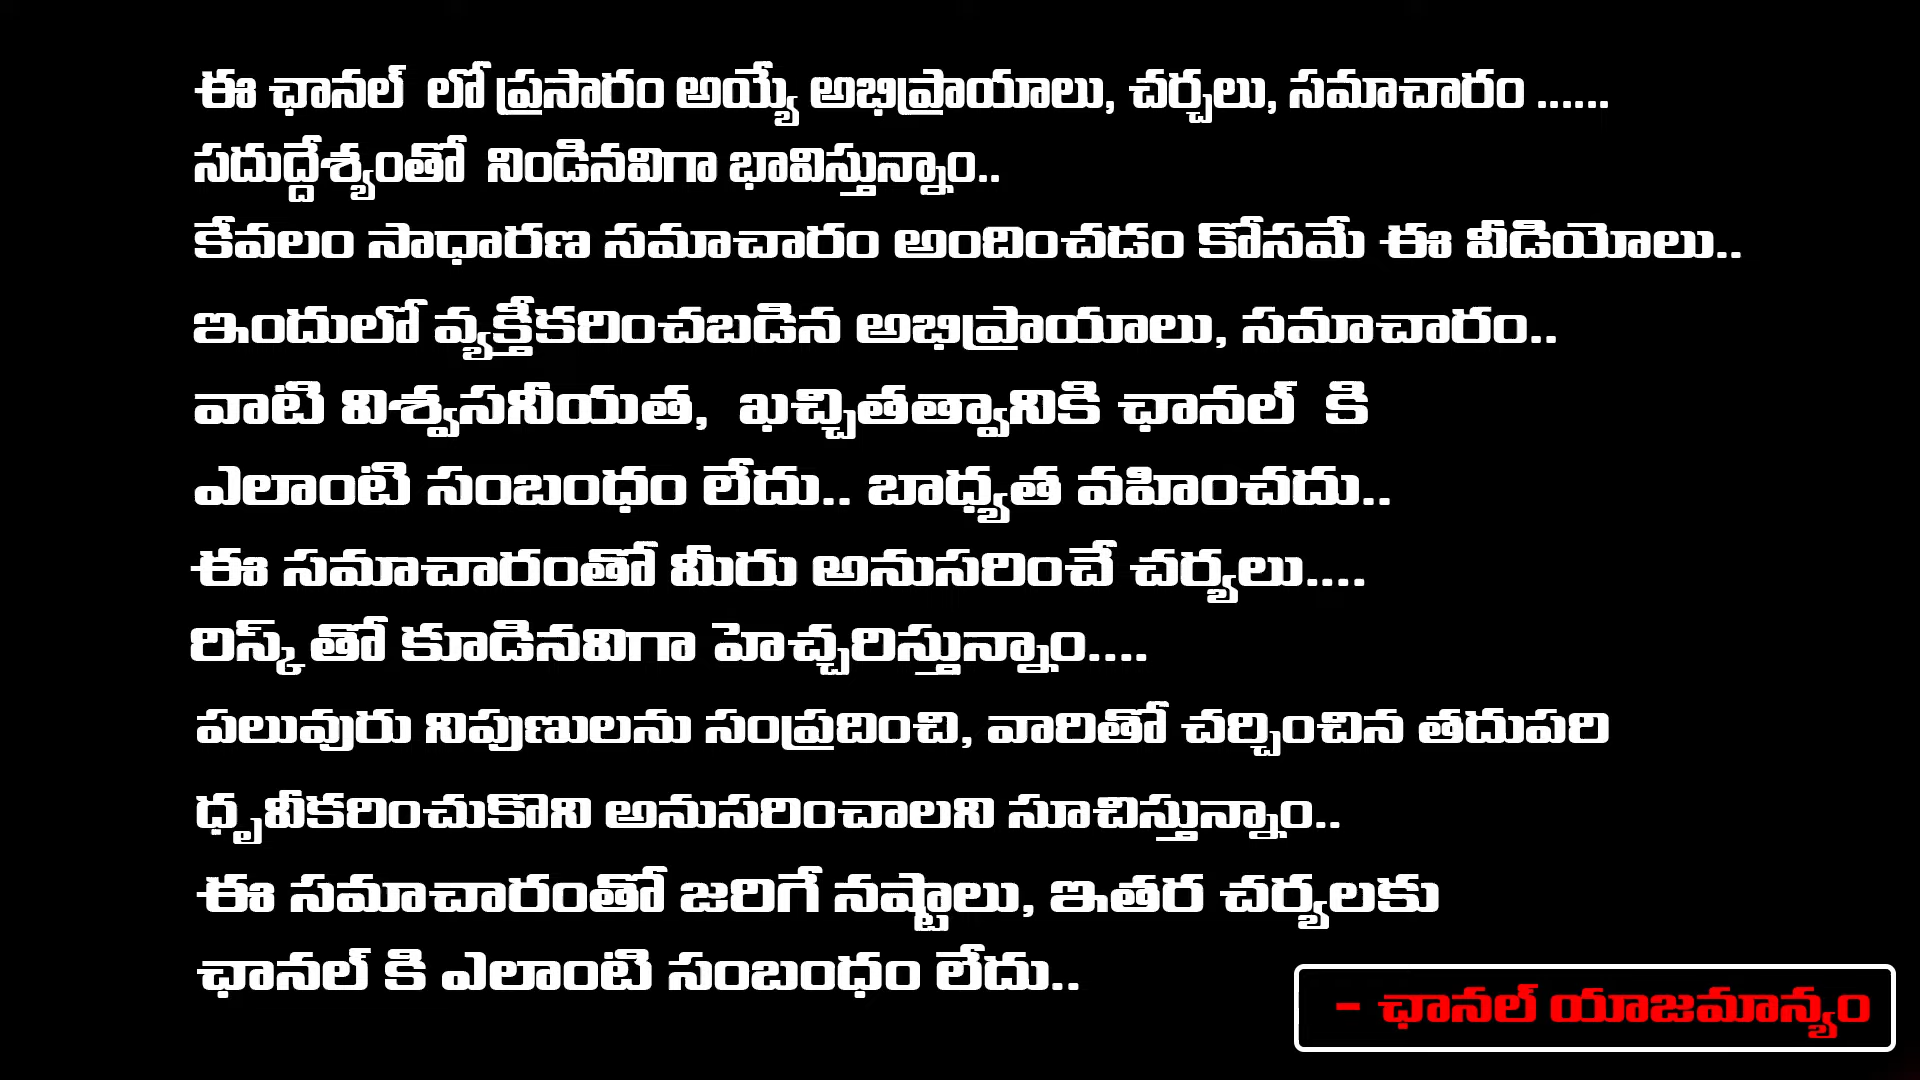 ఈ ఛానల్ లో ప్రసారం అయ్యే అభిప్రాయాలు, చర్చలు, సమాచారం ......
సదుద్దేశ్యంతో నిండినవిగా భావిస్తున్నాం..
కేవలం సాధారణ సమాచారం అందించడం కోసమే ఈ వీడియోలు..
ఇందులో వ్యక్తీకరించబడిన అభిప్రాయాలు, సమాచారం..
వాటి విశ్వసనీయత, ఖచ్చితత్వానికి ఛానల్ కి
ఎలాంటి సంబంధం లేదు.. బాధ్యత వహించదు..
ఈ సమాచారంతో మీరు అనుసరించే చర్యలు....
రిస్క్ తో కూడినవిగా హెచ్చరిస్తున్నాం....
పలువురు నిపుణులను సంప్రదించి, వారితో చర్చించిన తదుపరి
ధృవీకరించుకొని అనుసరించాలని సూచిస్తున్నాం..
ఈ సమాచారంతో జరిగే నష్టాలు, ఇతర చర్యలకు
ఛానల్ కి ఎలాంటి సంబంధం లేదు..
- ఛానల్ యాజమాన్యం